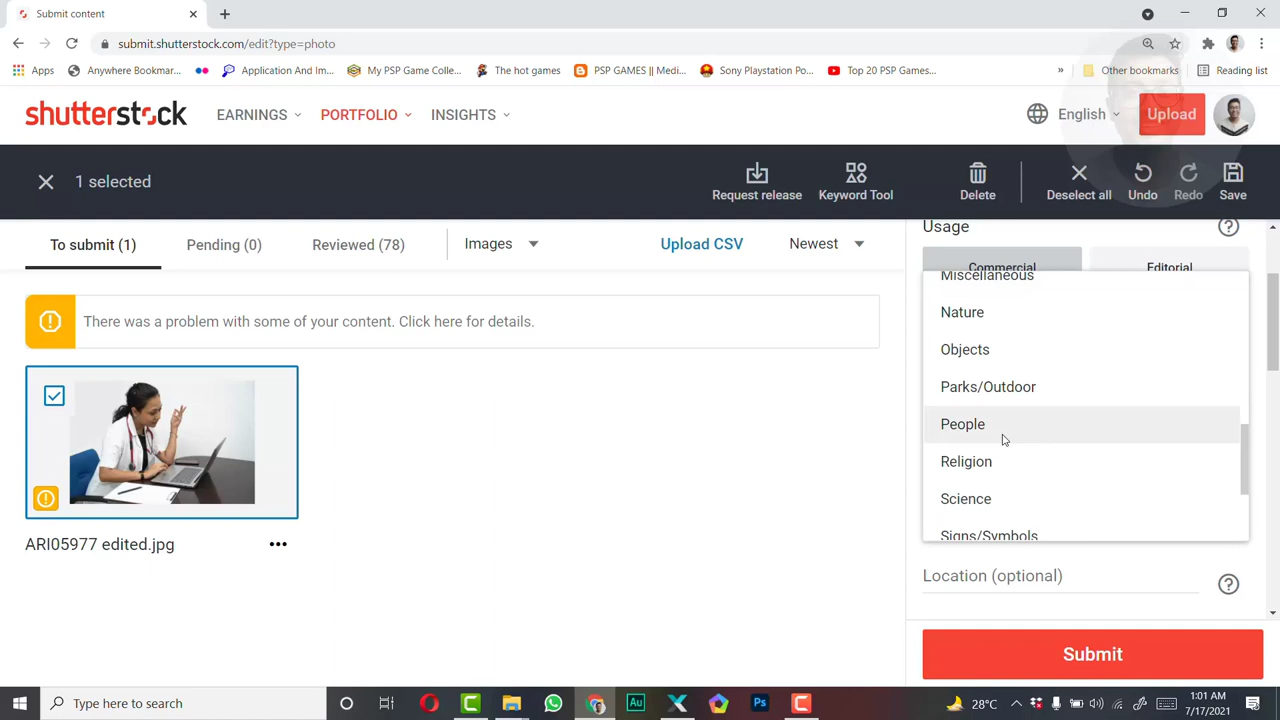 Submit content
submit.shutterstock.com/edit?type=photo
Apps
Anywhere Bookmar...
Application And Im...
My PSP Game Collec...
The hot games
PSP GAMES || Medi...
Sony Playstation Po...
Top 20 PSP Games...
»
Other bookmarks
Reading list
shutterstock
EARNINGS
PORTFOLIO
INSIGHTS
English
Upload
1 selected
Request release
Keyword Tool
Delete
Deselect all
Undo
Redo
Save
To submit (1)
Pending (0)
Reviewed (78)
Images
Upload CSV
Newest
Usage
Commercial
Editorial
There was a problem with some of your content. Click here for details.
Miscellaneous
Nature
Objects
Parks/Outdoor
People
Religion
Science
Signs/Symbols
ARI05977 edited.jpg
Location (optional)
Submit
Type here to search
Au
Ps
28°C
1:01 AM
7/17/2021